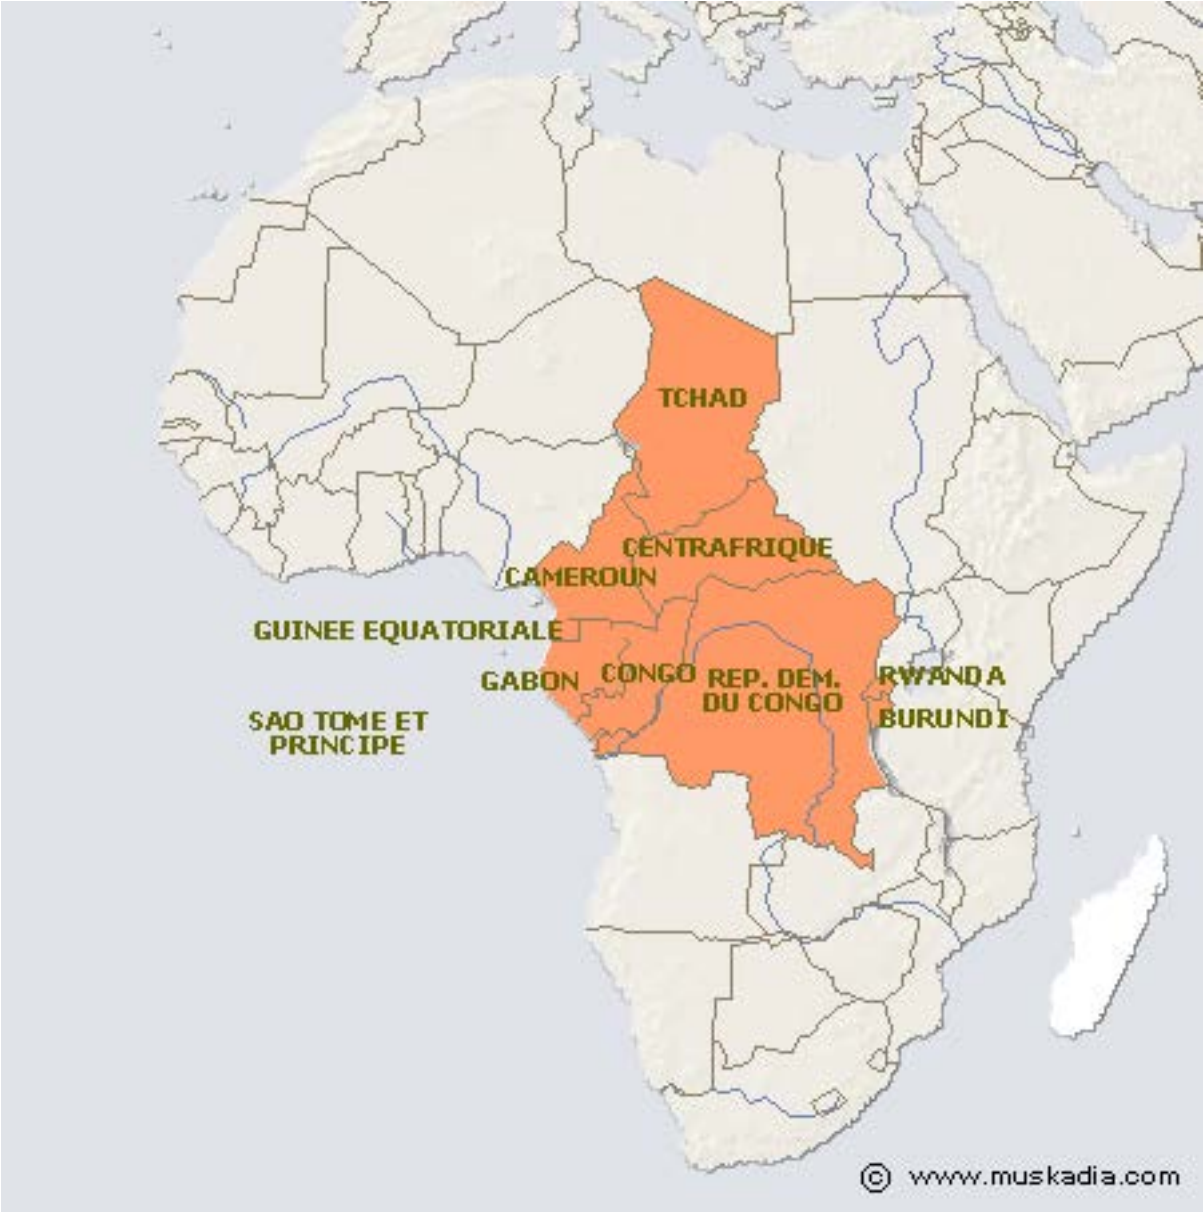 TCHAD
CENTRAFRIQUE
CAMEROUN
GUINEE EQUATORIALE
GABON
CONGO
REP. DEM.
DU CONGO
RWANDA
BURUNDI
SAO TOME ET
PRINCIPE
© www.muskadia.com